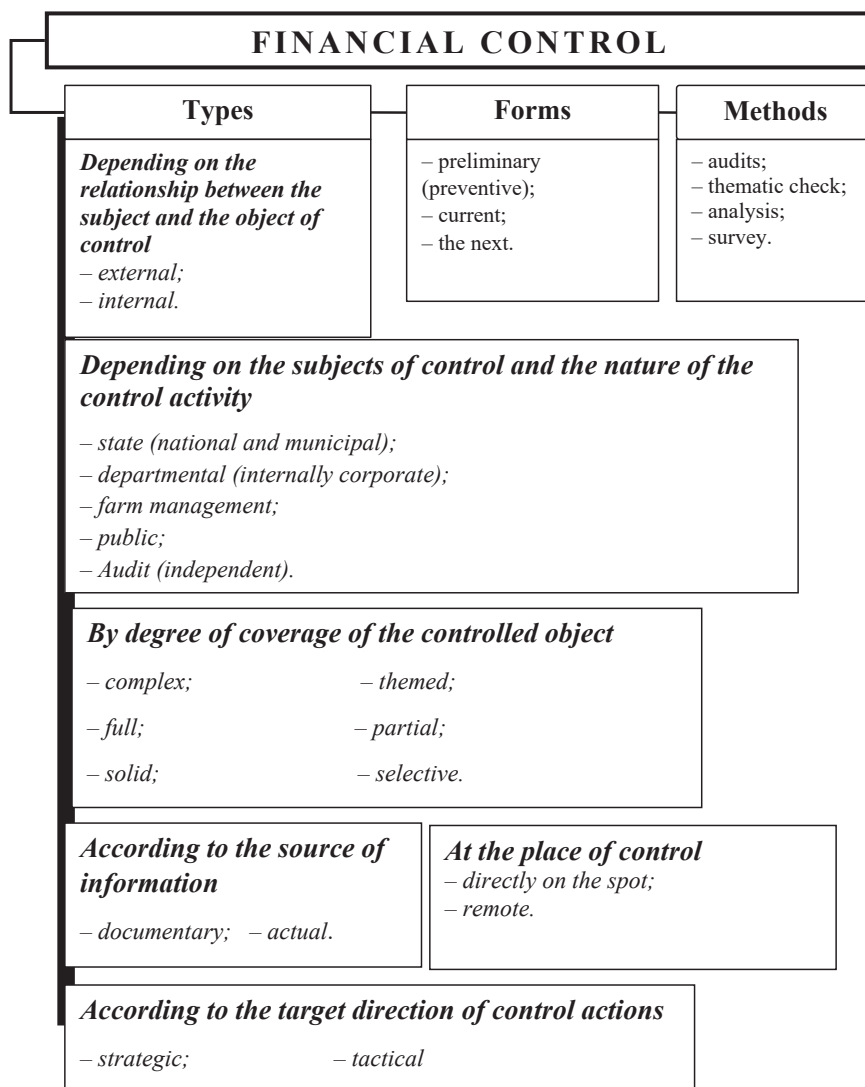 FINANCIAL CONTROL
Types
Depending on the
relationship between the
subject and the object of
control
– external;
– internal.
Forms
– preliminary
(preventive);
– current;
– the next.
Methods
– audits;
– thematic check;
– analysis;
– survey.
Depending on the subjects of control and the nature of the
control activity
– state (national and municipal);
– departmental (internally corporate);
– farm management;
– public;
– Audit (independent).
By degree of coverage of the controlled object
– complex; – themed;
– full; – partial;
– solid; – selective.
According to the source of
information
– documentary; – actual.
At the place of control
– directly on the spot;
– remote.
According to the target direction of control actions
– strategic; – tactical